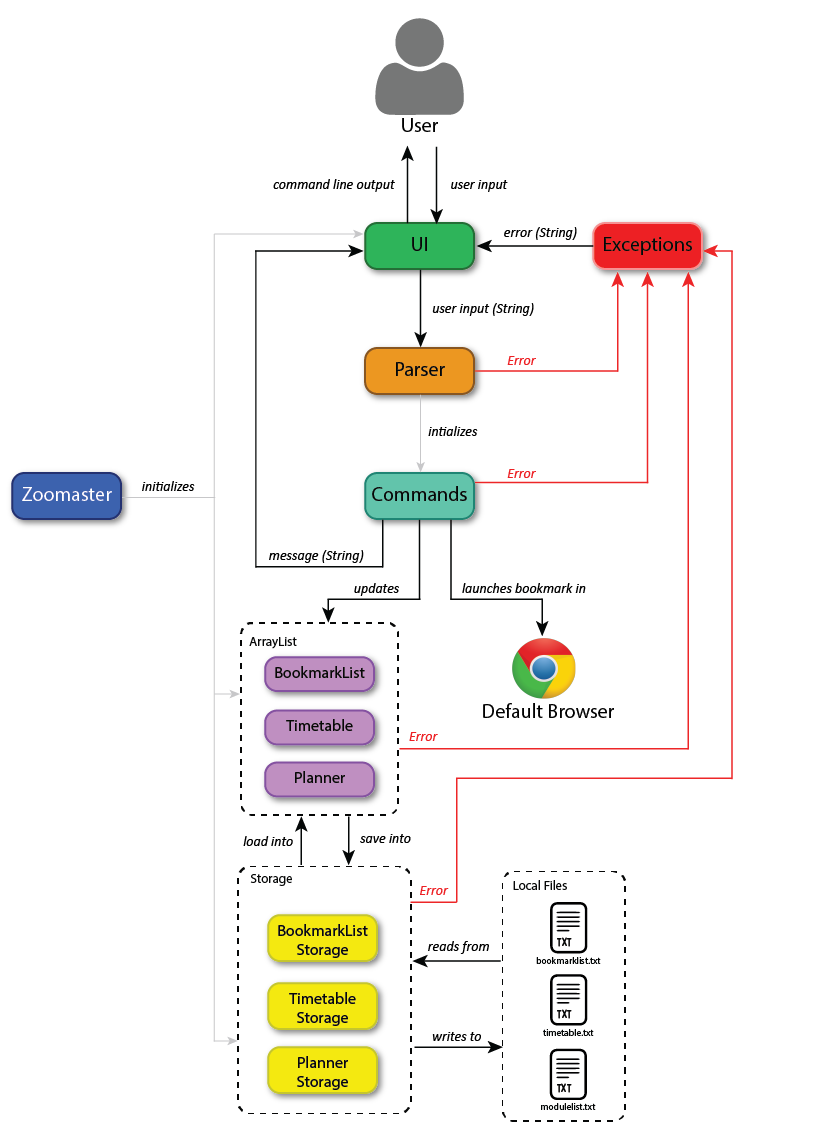 User
command line output
user input
UI
error (String)
Exceptions
user input (String)
Parser
Error
intializes
Zoomaster
initializes
Commands
Error
message (String)
updates
launches bookmark in
ArrayList
BookmarkList
Timetable
Planner
Default Browser
Error
load into
save into
Storage
BookmarkList
Storage
Timetable
Storage
Planner
Storage
Error
reads from
writes to
Local Files
TXT
bookmarklist.txt
TXT
timetable.txt
TXT
modulelist.txt